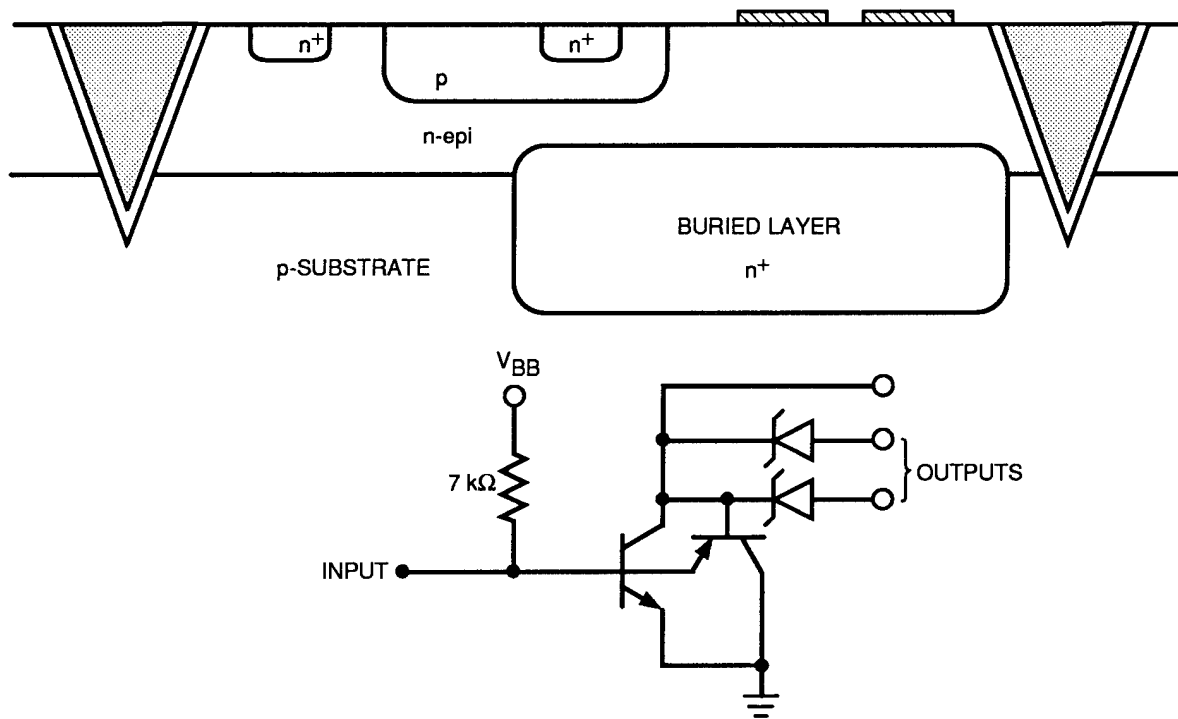 n+
n+
p
n-epi
BURIED LAYER
n+
p-SUBSTRATE
VBB
7 kΩ
OUTPUTS
INPUT